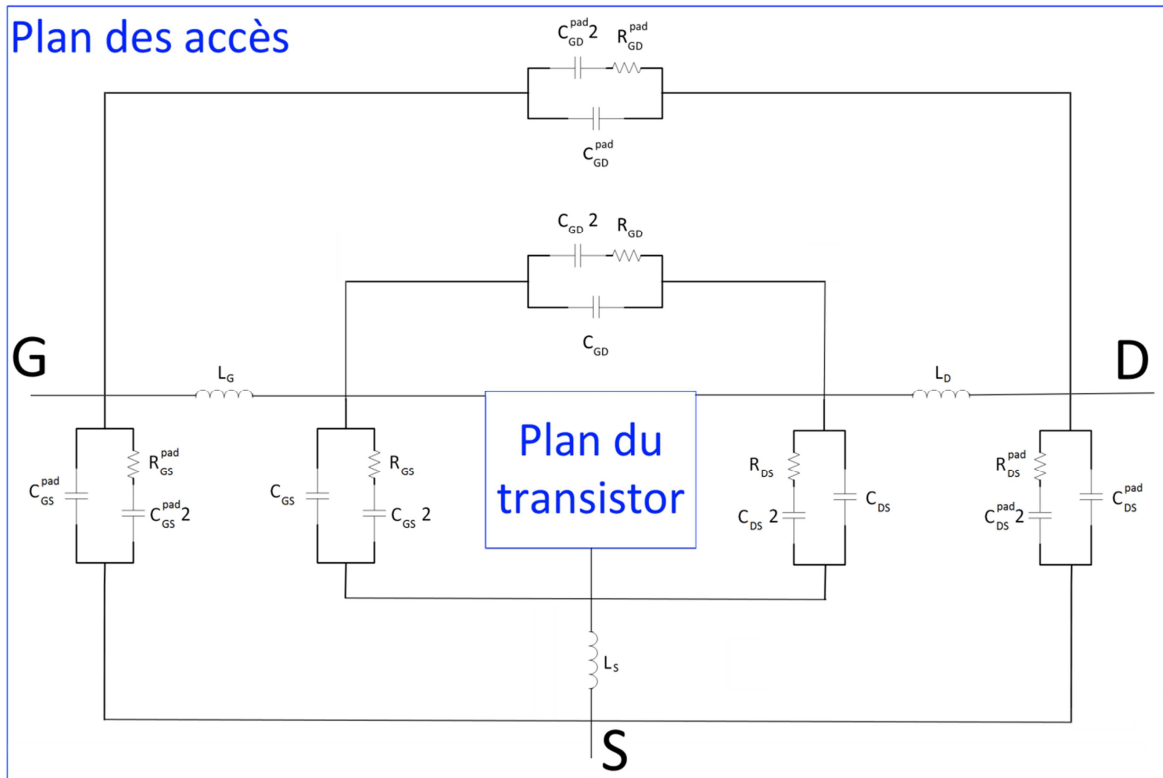 Plan des accès
C_GD^pad 2 R_GD^pad
C_GD^pad
C_GD 2 R_GD
C_GD
G
L_G
L_D
D
Plan du
transistor
C_GS^pad
R_GS^pad
C_GS^pad 2
C_GS
R_GS
C_GS 2
R_DS
C_DS 2
C_DS
R_DS^pad
C_DS^pad 2
C_DS^pad
L_S
S